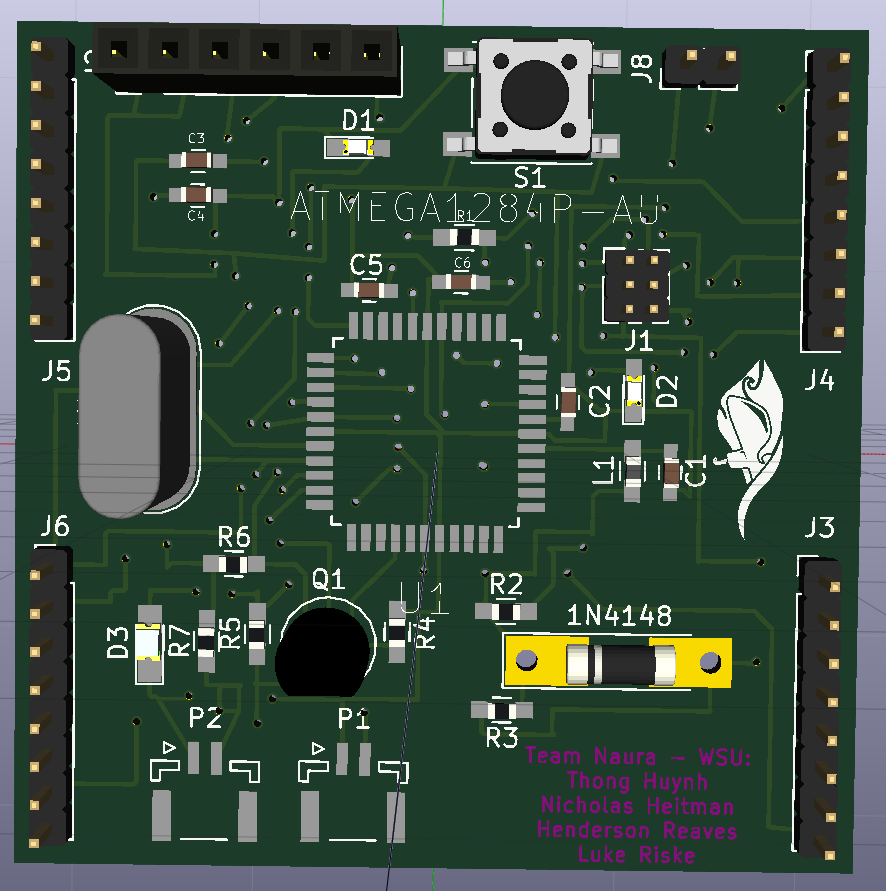 J8
D1
C3
S1
C4
ATMEGA1284P-AU
R1
C5
C6
J1
J5
J4
C2
D2
L1
C1
J6
J3
R6
Q1
U1
R2
1N4148
D3
R7
R5
R4
P2
P1
R3
Team Naura - WSU:
Thong Huynh
Nicholas Heitman
Henderson Reaves
Luke Riske